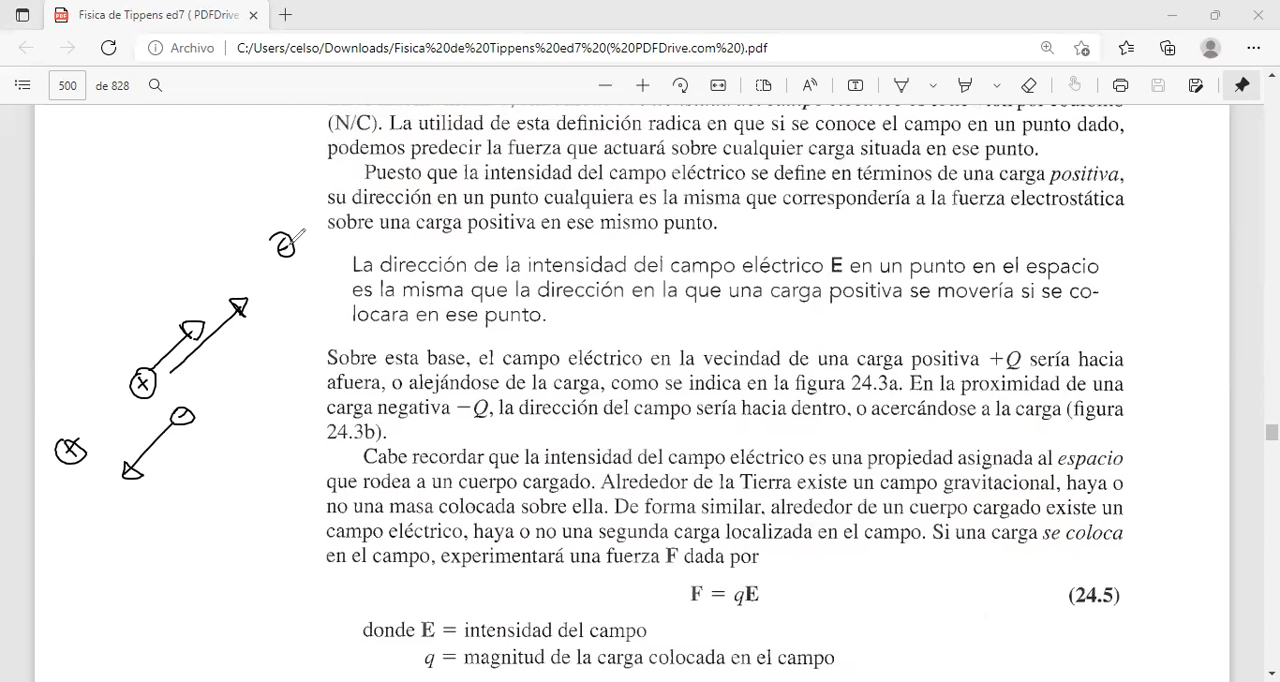 Fisica de Tippens ed7 ( PDFDrive
Archivo
C:/Users/celso/Downloads/Fisica%20de%20Tippens%20ed7%20(%20PDFDrive.com%20).pdf
500
de 828
(N/C). La utilidad de esta definición radica en que si se conoce el campo en un punto dado,
podemos predecir la fuerza que actuará sobre cualquier carga situada en ese punto.
Puesto que la intensidad del campo eléctrico se define en términos de una carga positiva,
su dirección en un punto cualquiera es la misma que correspondería a la fuerza electrostática
sobre una carga positiva en ese mismo punto.
La dirección de la intensidad del campo eléctrico E en un punto en el espacio
es la misma que la dirección en la que una carga positiva se movería si se co-
locara en ese punto.
Sobre esta base, el campo eléctrico en la vecindad de una carga positiva +Q sería hacia
afuera, o alejándose de la carga, como se indica en la figura 24.3a. En la proximidad de una
carga negativa −Q, la dirección del campo sería hacia dentro, o acercándose a la carga (figura
24.3b).
Cabe recordar que la intensidad del campo eléctrico es una propiedad asignada al espacio
que rodea a un cuerpo cargado. Alrededor de la Tierra existe un campo gravitacional, haya o
no una masa colocada sobre ella. De forma similar, alrededor de un cuerpo cargado existe un
campo eléctrico, haya o no una segunda carga localizada en el campo. Si una carga se coloca
en el campo, experimentará una fuerza F dada por
F = qE (24.5)
donde E = intensidad del campo
q = magnitud de la carga colocada en el campo